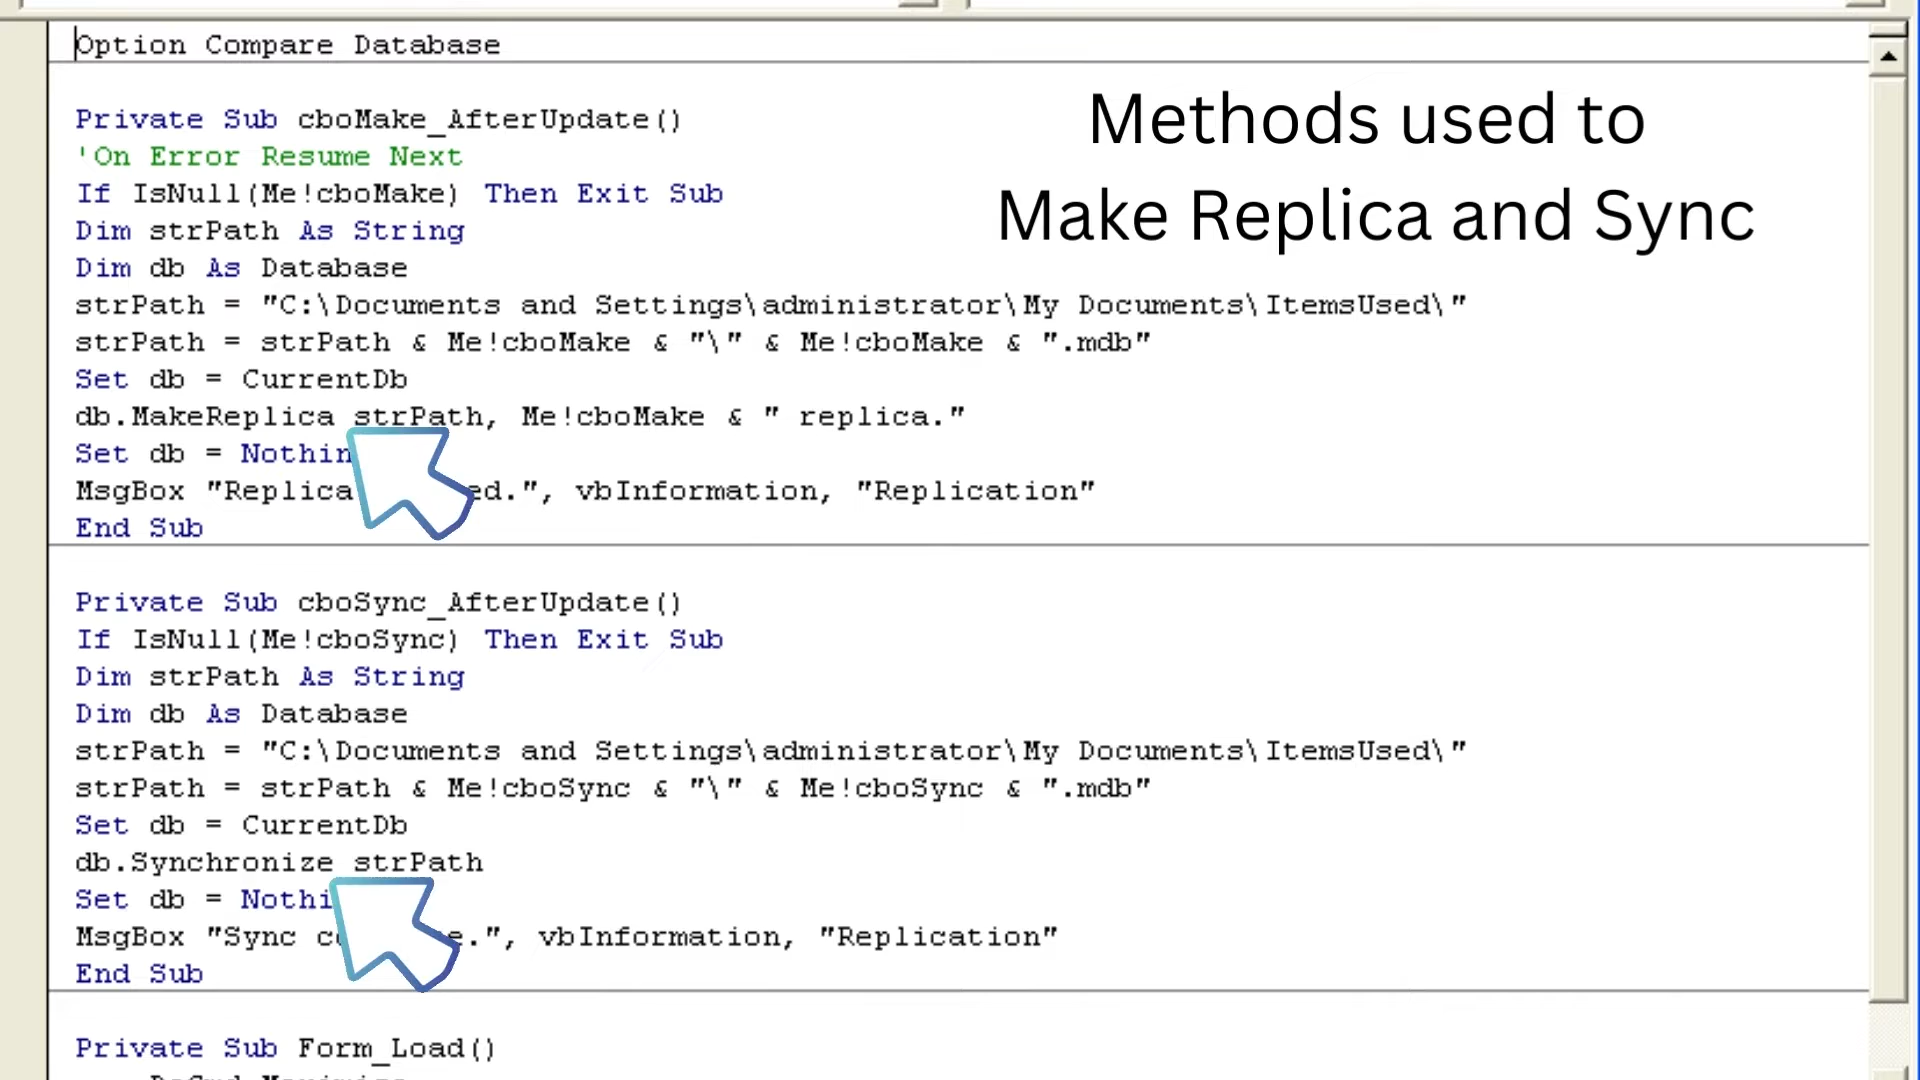 Option Compare Database
Methods used to
Make Replica and Sync
Private Sub cboMake_AfterUpdate()
'On Error Resume Next
If IsNull(Me!cboMake) Then Exit Sub
Dim strPath As String
Dim db As Database
strPath = "C:\Documents and Settings\administrator\My Documents\ItemsUsed\"
strPath = strPath & Me!cboMake & "\" & Me!cboMake & ".mdb"
Set db = CurrentDb
db.MakeReplica strPath, Me!cboMake & " replica."
Set db = Nothin
MsgBox "Replica ed.", vbInformation, "Replication"
End Sub
Private Sub cboSync_AfterUpdate()
If IsNull(Me!cboSync) Then Exit Sub
Dim strPath As String
Dim db As Database
strPath = "C:\Documents and Settings\administrator\My Documents\ItemsUsed\"
strPath = strPath & Me!cboSync & "\" & Me!cboSync & ".mdb"
Set db = CurrentDb
db.Synchronize strPath
Set db = Nothi
MsgBox "Sync c e.", vbInformation, "Replication"
End Sub
Private Sub Form_Load()